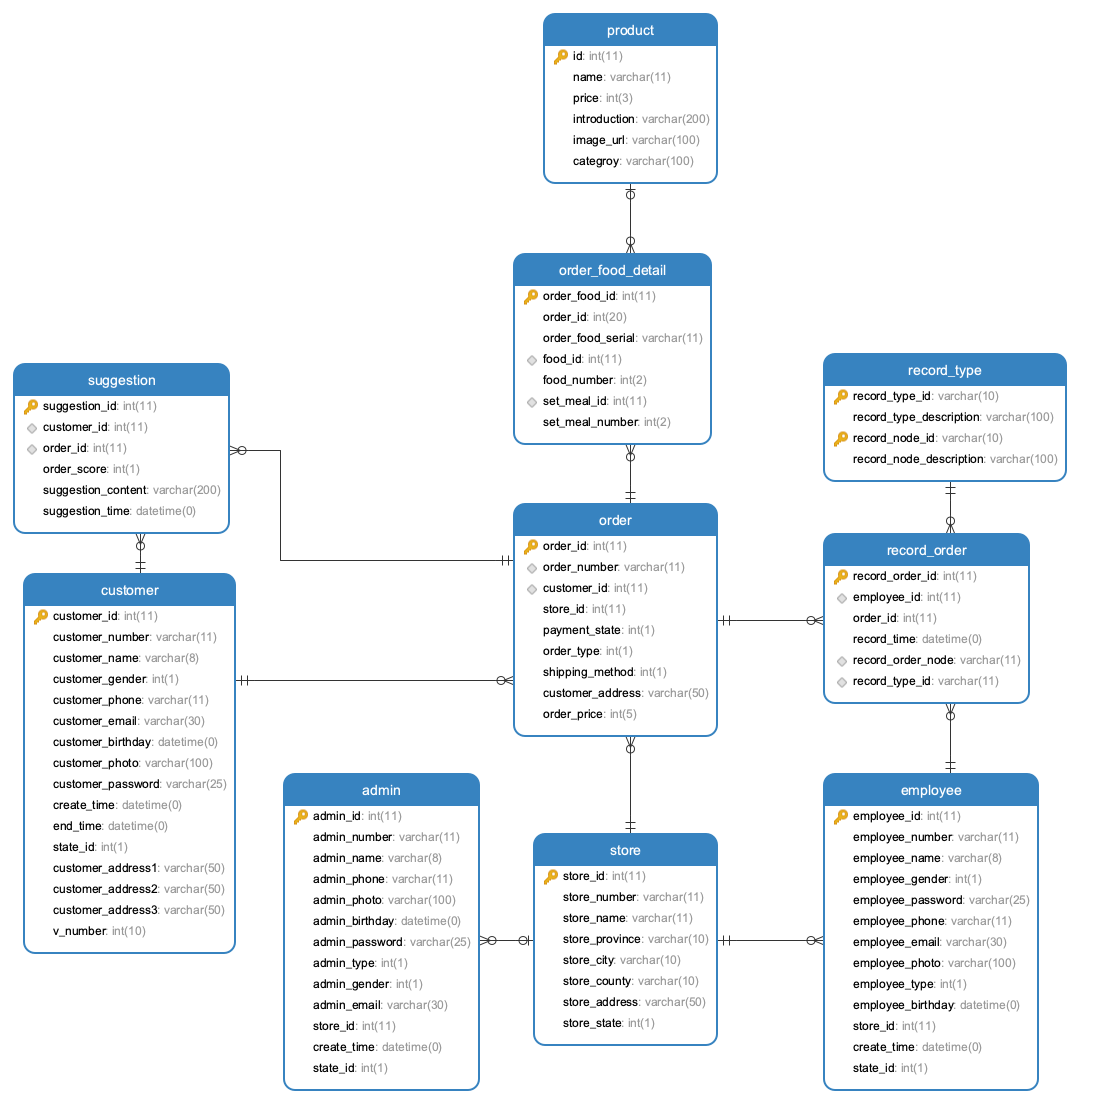 product
id: int(11)
name: varchar(11)
price: int(3)
introduction: varchar(200)
image_url: varchar(100)
categroy: varchar(100)
order_food_detail
order_food_id: int(11)
order_id: int(20)
order_food_serial: varchar(11)
food_id: int(11)
food_number: int(2)
set_meal_id: int(11)
set_meal_number: int(2)
suggestion
suggestion_id: int(11)
customer_id: int(11)
order_id: int(11)
order_score: int(1)
suggestion_content: varchar(200)
suggestion_time: datetime(0)
record_type
record_type_id: varchar(10)
record_type_description: varchar(100)
record_node_id: varchar(10)
record_node_description: varchar(100)
order
order_id: int(11)
order_number: varchar(11)
customer_id: int(11)
store_id: int(11)
payment_state: int(1)
order_type: int(1)
shipping_method: int(1)
customer_address: varchar(50)
order_price: int(5)
record_order
record_order_id: int(11)
employee_id: int(11)
order_id: int(11)
record_time: datetime(0)
record_order_node: varchar(11)
record_type_id: varchar(11)
customer
customer_id: int(11)
customer_number: varchar(11)
customer_name: varchar(8)
customer_gender: int(1)
customer_phone: varchar(11)
customer_email: varchar(30)
customer_birthday: datetime(0)
customer_photo: varchar(100)
customer_password: varchar(25)
create_time: datetime(0)
end_time: datetime(0)
state_id: int(1)
customer_address1: varchar(50)
customer_address2: varchar(50)
customer_address3: varchar(50)
v_number: int(10)
admin
admin_id: int(11)
admin_number: varchar(11)
admin_name: varchar(8)
admin_phone: varchar(11)
admin_photo: varchar(100)
admin_birthday: datetime(0)
admin_password: varchar(25)
admin_type: int(1)
admin_gender: int(1)
admin_email: varchar(30)
store_id: int(11)
create_time: datetime(0)
state_id: int(1)
store
store_id: int(11)
store_number: varchar(11)
store_name: varchar(11)
store_province: varchar(10)
store_city: varchar(10)
store_county: varchar(10)
store_address: varchar(50)
store_state: int(1)
employee
employee_id: int(11)
employee_number: varchar(11)
employee_name: varchar(8)
employee_gender: int(1)
employee_password: varchar(25)
employee_phone: varchar(11)
employee_email: varchar(30)
employee_photo: varchar(100)
employee_type: int(1)
employee_birthday: datetime(0)
store_id: int(11)
create_time: datetime(0)
state_id: int(1)